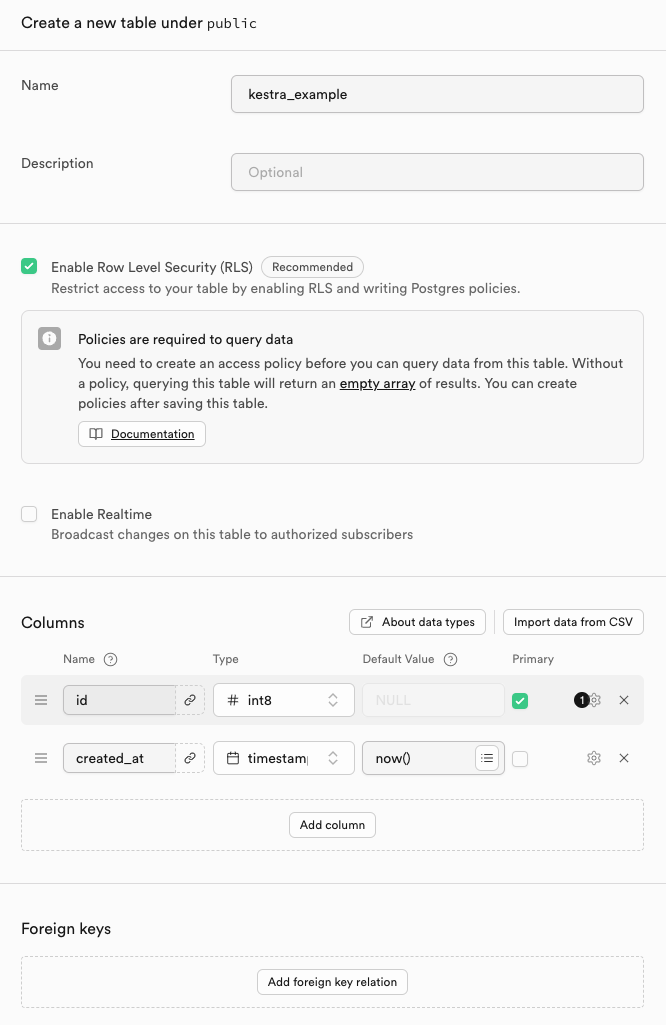 Create a new table under public
Name
kestra_example
Description
Optional
Enable Row Level Security (RLS) Recommended
Restrict access to your table by enabling RLS and writing Postgres policies.
Policies are required to query data
You need to create an access policy before you can query data from this table. Without
a policy, querying this table will return an empty array of results. You can create
policies after saving this table.
Documentation
Enable Realtime
Broadcast changes on this table to authorized subscribers
Columns About data types Import data from CSV
Name ? Type Default Value ? Primary
id # int8 NULL 1
created_at timestam now()
Add column
Foreign keys
Add foreign key relation